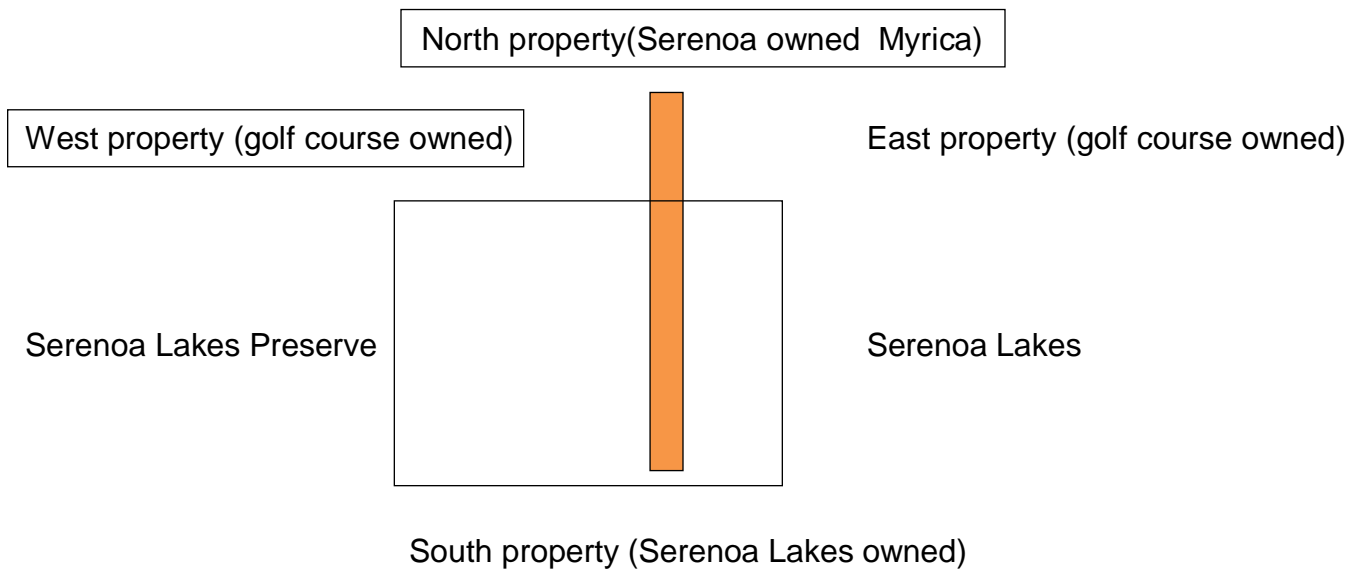 North property(Serenoa owned  Myrica)
West property (golf course owned)
East property (golf course owned)
Serenoa Lakes Preserve
Serenoa Lakes
South property (Serenoa Lakes owned)